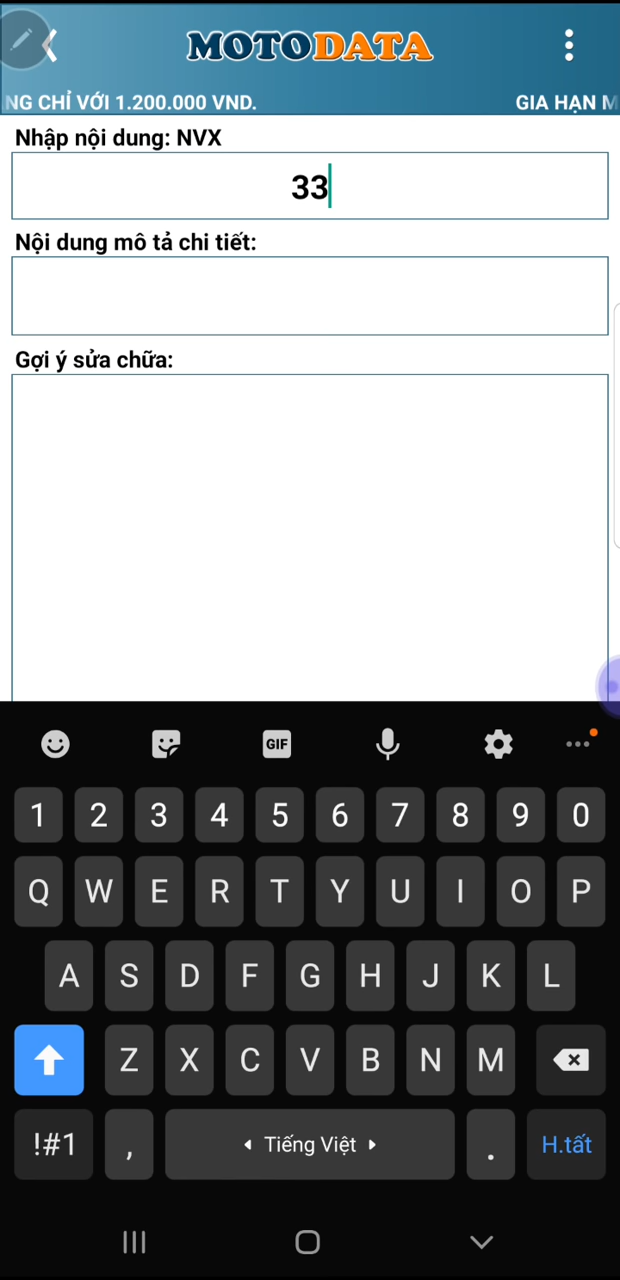 MOTODATA
NG CHỈ VỚI 1.200.000 VND. GIA HẠN M
Nhập nội dung: NVX
33
Nội dung mô tả chi tiết:
Gợi ý sửa chữa:
GIF
1 2 3 4 5 6 7 8 9 0
Q W E R T Y U I O P
A S D F G H J K L
Z X C V B N M
!#1 , Tiếng Việt . H.tất